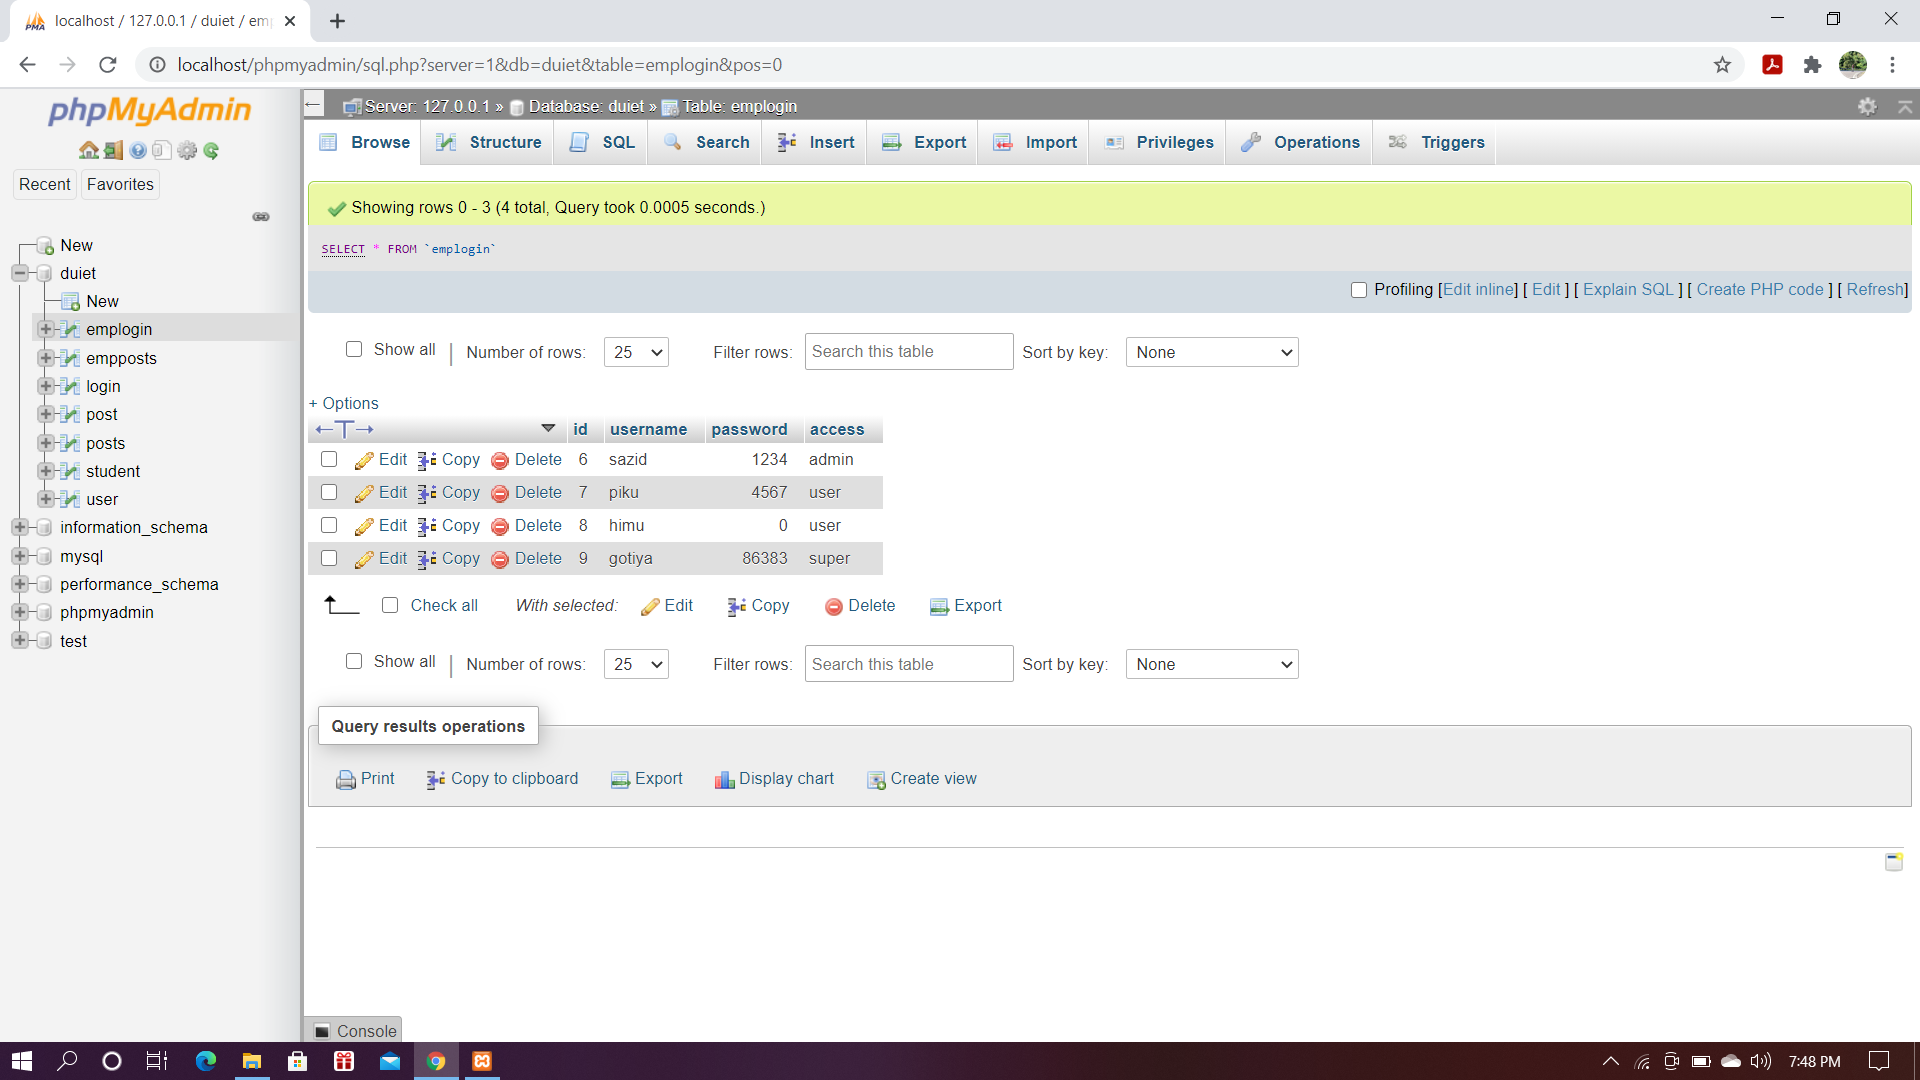 localhost / 127.0.0.1 / duiet / em
localhost/phpmyadmin/sql.php?server=1&db=duiet&table=emplogin&pos=0
phpMyAdmin
Recent Favorites
New
duiet
New
emplogin
empposts
login
post
posts
student
user
information_schema
mysql
performance_schema
phpmyadmin
test
Server: 127.0.0.1 » Database: duiet » Table: emplogin
Browse Structure SQL Search Insert Export Import Privileges Operations Triggers
Showing rows 0 - 3 (4 total, Query took 0.0005 seconds.)
SELECT * FROM `emplogin`
Profiling [Edit inline] [ Edit ] [ Explain SQL ] [ Create PHP code ] [ Refresh]
Show all | Number of rows: 25 Filter rows: Search this table Sort by key: None
+ Options
←T→ id username password access
Edit Copy Delete 6 sazid 1234 admin
Edit Copy Delete 7 piku 4567 user
Edit Copy Delete 8 himu 0 user
Edit Copy Delete 9 gotiya 86383 super
Check all With selected: Edit Copy Delete Export
Show all | Number of rows: 25 Filter rows: Search this table Sort by key: None
Query results operations
Print Copy to clipboard Export Display chart Create view
Console
7:48 PM